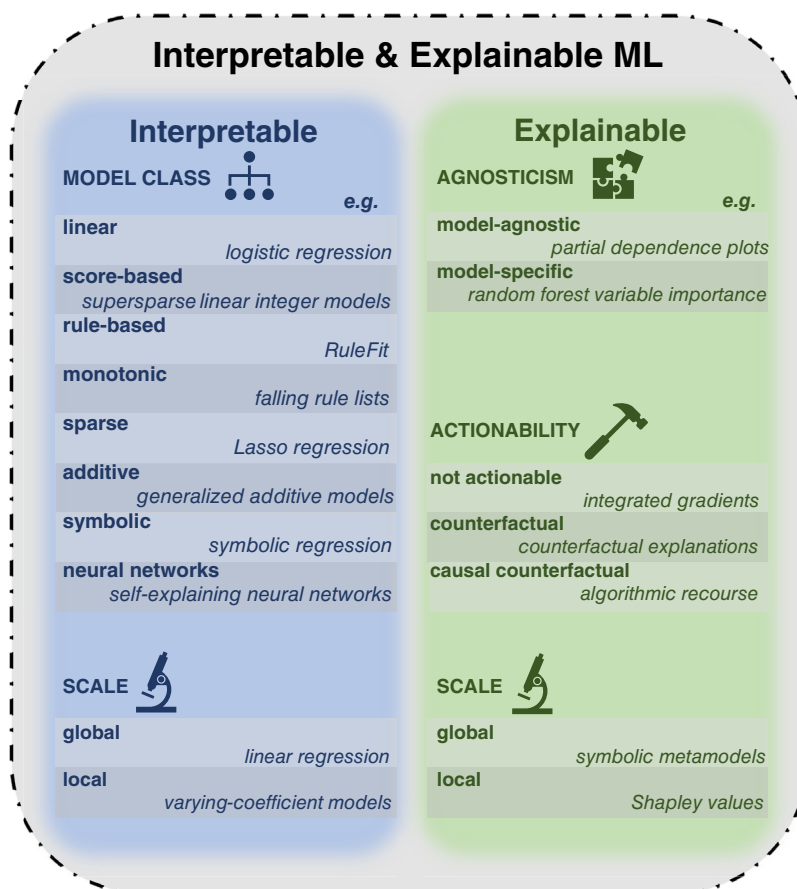 Interpretable & Explainable ML
Interpretable
MODEL CLASS
e.g.
linear
logistic regression
score-based
supersparse linear integer models
rule-based
RuleFit
monotonic
falling rule lists
sparse
Lasso regression
additive
generalized additive models
symbolic
symbolic regression
neural networks
self-explaining neural networks
SCALE
global
linear regression
local
varying-coefficient models
Explainable
AGNOSTICISM
e.g.
model-agnostic
partial dependence plots
model-specific
random forest variable importance
ACTIONABILITY
not actionable
integrated gradients
counterfactual
counterfactual explanations
causal counterfactual
algorithmic recourse
SCALE
global
symbolic metamodels
local
Shapley values